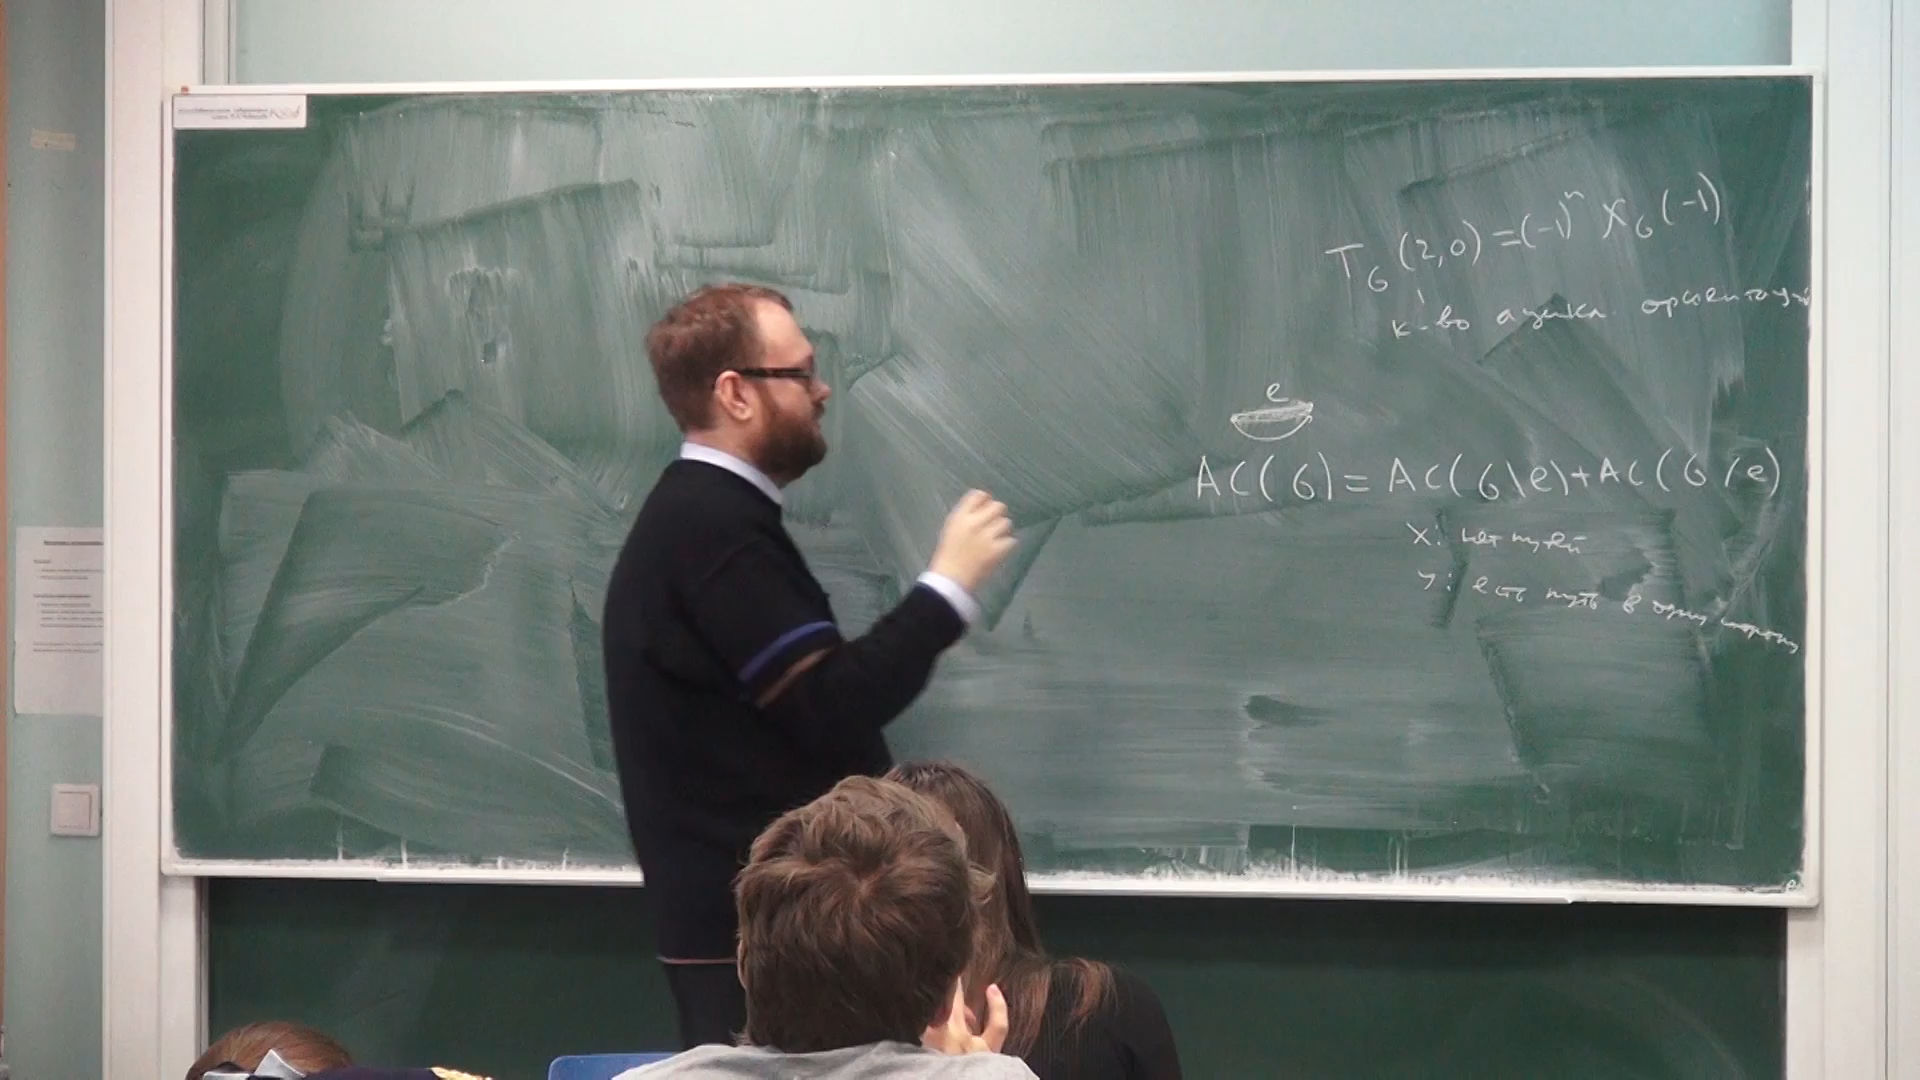 T_G (2,0) = (-1)^n χ_G (-1)
к-во ацикл. ориентаций
e
AC(G) = AC(G\e) + AC(G/e)
X: нет путей
Y: есть путь в одну сторону